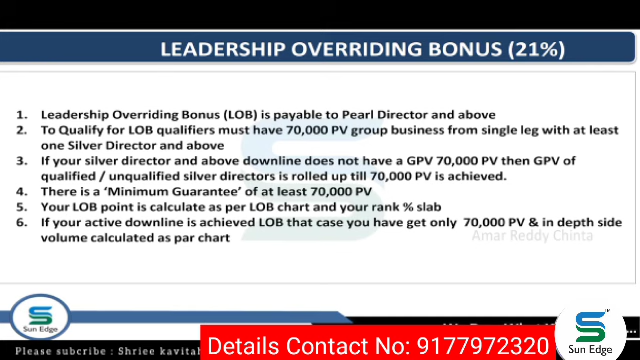 LEADERSHIP OVERRIDING BONUS (21%)
1. Leadership Overriding Bonus (LOB) is payable to Pearl Director and above
2. To Qualify for LOB qualifiers must have 70,000 PV group business from single leg with at least
one Silver Director and above
3. If your silver director and above downline does not have a GPV 70,000 PV then GPV of
qualified / unqualified silver directors is rolled up till 70,000 PV is achieved.
4. There is a ‘Minimum Guarantee’ of at least 70,000 PV
5. Your LOB point is calculate as per LOB chart and your rank % slab
6. If your active downline is achieved LOB that case you have get only 70,000 PV & in depth side
volume calculated as par chart
Amar Reddy Chinta
Sun Edge
Please subcribe : Shriee kavitah
Details Contact No: 9177972320
Sun Edge